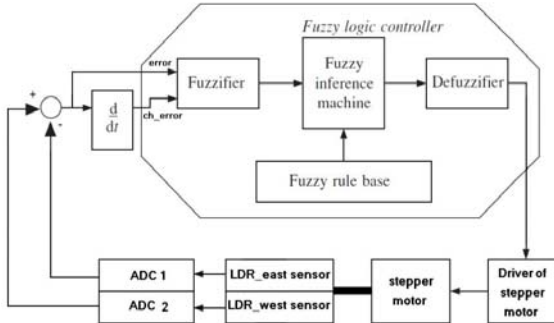 Fuzzy logic controller
error
+
-
d
dt
ch_error
Fuzzifier
Fuzzy
inference
machine
Defuzzifier
Fuzzy rule base
ADC 1
ADC 2
LDR_east sensor
LDR_west sensor
stepper
motor
Driver of
stepper
motor